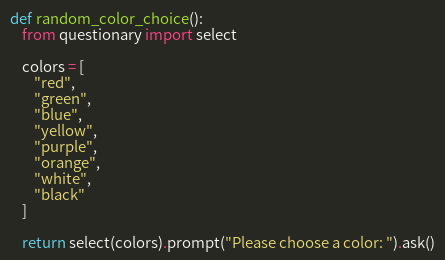 def random_color_choice():
    from questionary import select

    colors = [
        "red",
        "green",
        "blue",
        "yellow",
        "purple",
        "orange",
        "white",
        "black"
    ]

    return select(colors).prompt("Please choose a color: ").ask()